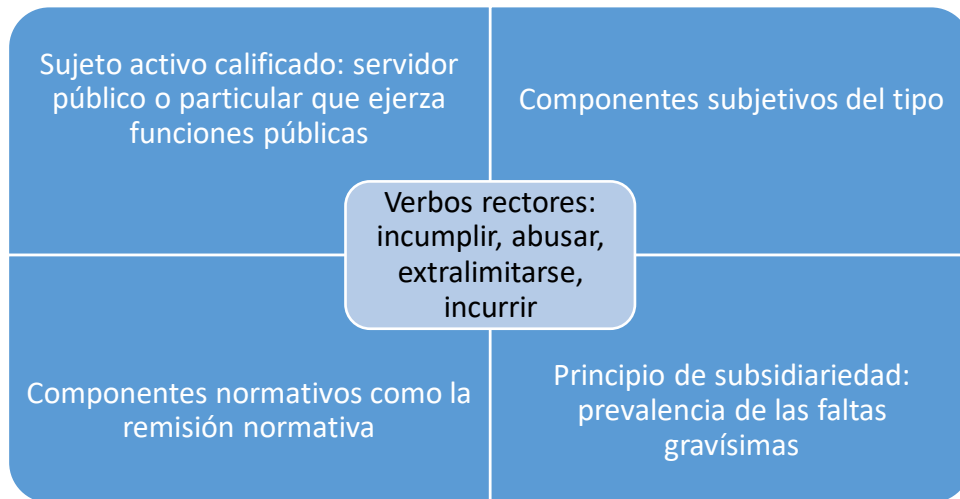 Sujeto activo calificado: servidor
público o particular que ejerza
funciones públicas
Componentes subjetivos del tipo
Verbos rectores:
incumplir, abusar,
extralimitarse,
incurrir
Componentes normativos como la
remisión normativa
Principio de subsidiariedad:
prevalencia de las faltas
gravísimas